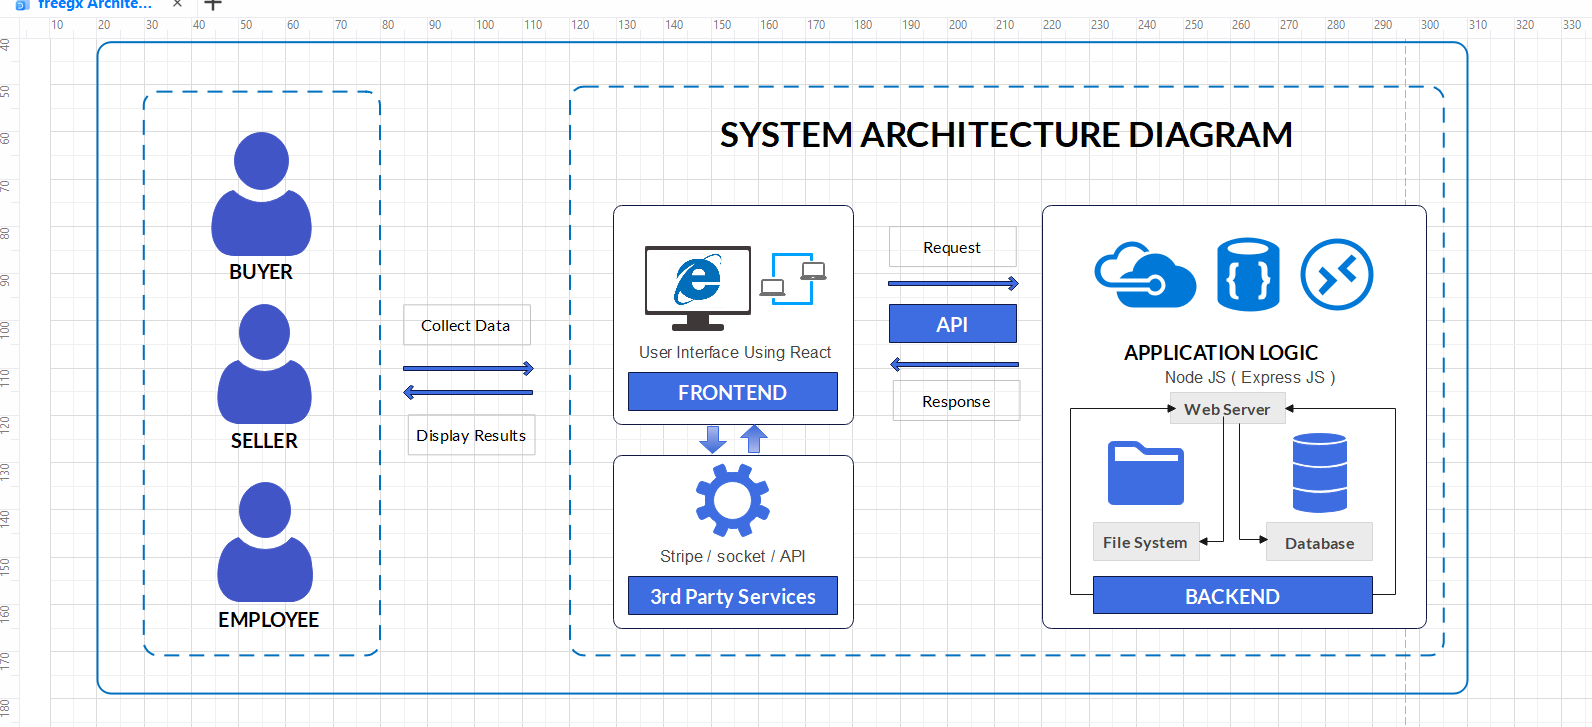 freegx Archite...
10 20 30 40 50 60 70 80 90 100 110 120 130 140 150 160 170 180 190 200 210 220 230 240 250 260 270 280 290 300 310 320 330
40
50
60
70
80
90
100
110
120
130
140
150
160
170
180
SYSTEM ARCHITECTURE DIAGRAM
BUYER
SELLER
EMPLOYEE
Collect Data
Display Results
User Interface Using React
FRONTEND
Stripe / socket / API
3rd Party Services
Request
API
Response
APPLICATION LOGIC
Node JS ( Express JS )
Web Server
File System
Database
BACKEND